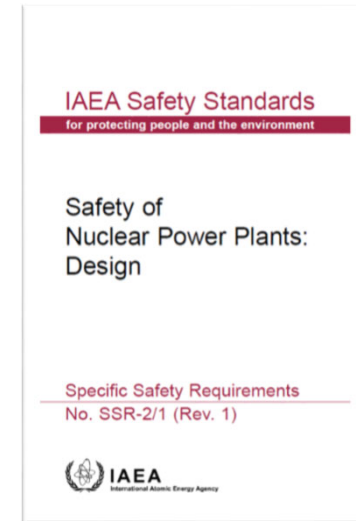 IAEA Safety Standards
for protecting people and the environment
Safety of
Nuclear Power Plants:
Design
Specific Safety Requirements
No. SSR-2/1 (Rev. 1)
IAEA
International Atomic Energy Agency